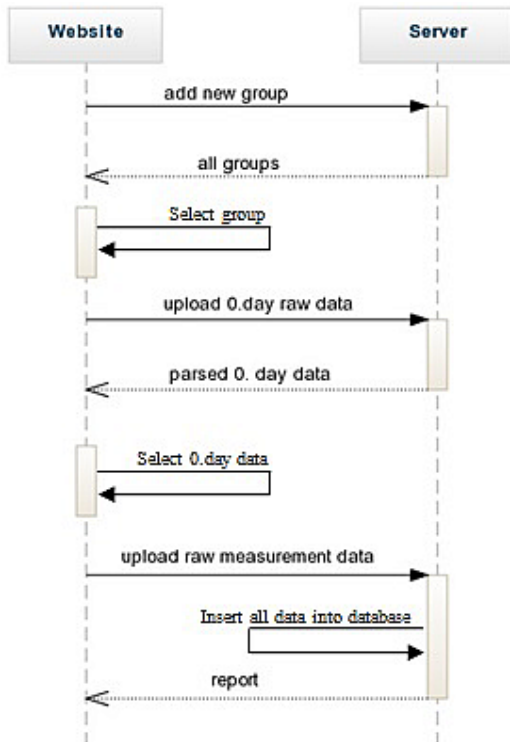 Website
Server
add new group
all groups
Select group
upload 0.day raw data
parsed 0. day data
Select 0.day data
upload raw measurement data
Insert all data into database
report